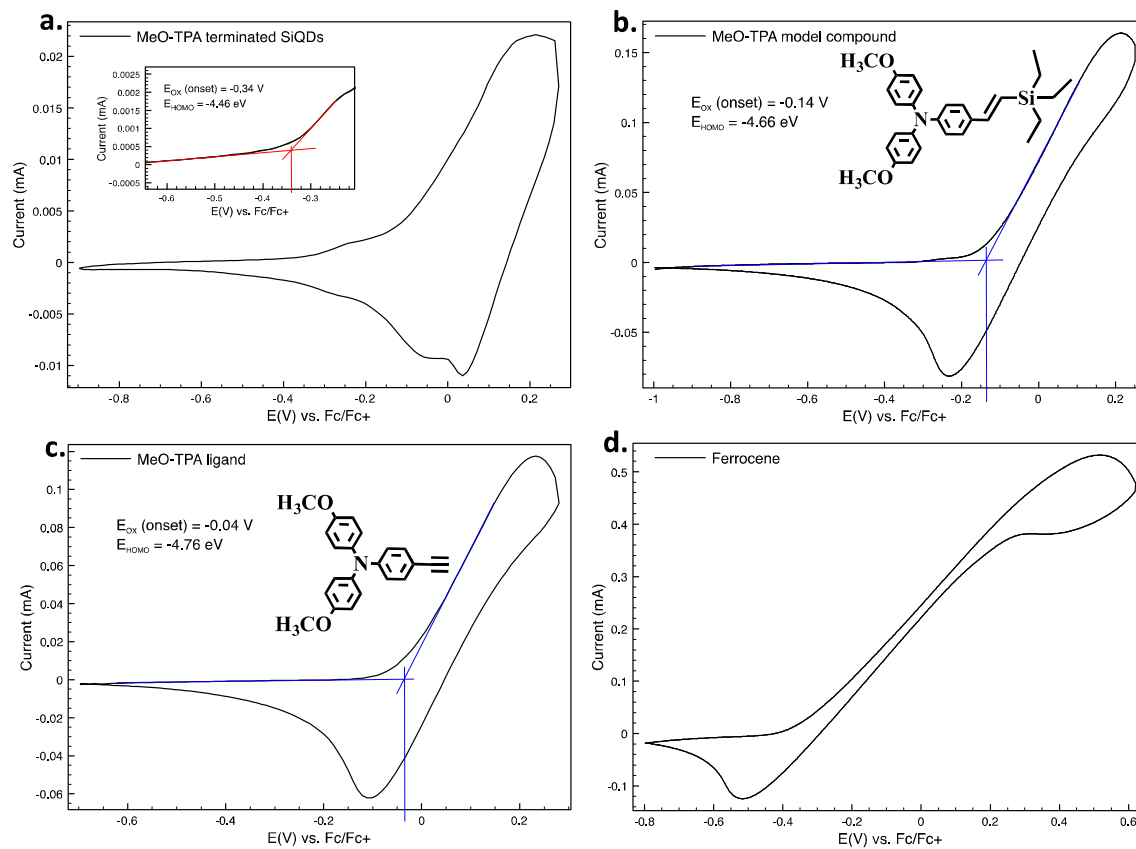 a.
MeO-TPA terminated SiQDs
0.02
0.015
0.01
0.005
0
-0.005
-0.01
Current (mA)
-0.8
-0.6
-0.4
-0.2
0
0.2
E(V) vs. Fc/Fc+
0.0025
0.002
0.0015
0.001
0.0005
0
-0.0005
Current (mA)
EOX (onset) = -0.34 V
EHOMO = -4.46 eV
-0.6
-0.5
-0.4
-0.3
E(V) vs. Fc/Fc+
b.
MeO-TPA model compound
0.15
0.1
0.05
0
-0.05
Current (mA)
EOX (onset) = -0.14 V
EHOMO = -4.66 eV
H3CO
N
Si
H3CO
-1
-0.8
-0.6
-0.4
-0.2
0
0.2
E(V) vs. Fc/Fc+
c.
MeO-TPA ligand
0.1
0.08
0.06
0.04
0.02
0
-0.02
-0.04
-0.06
Current (mA)
EOX (onset) = -0.04 V
EHOMO = -4.76 eV
H3CO
N
H3CO
-0.6
-0.4
-0.2
0
0.2
E(V) vs. Fc/Fc+
d.
Ferrocene
0.5
0.4
0.3
0.2
0.1
0
-0.1
Current (mA)
-0.8
-0.6
-0.4
-0.2
0
0.2
0.4
0.6
E(V) vs. Fc/Fc+